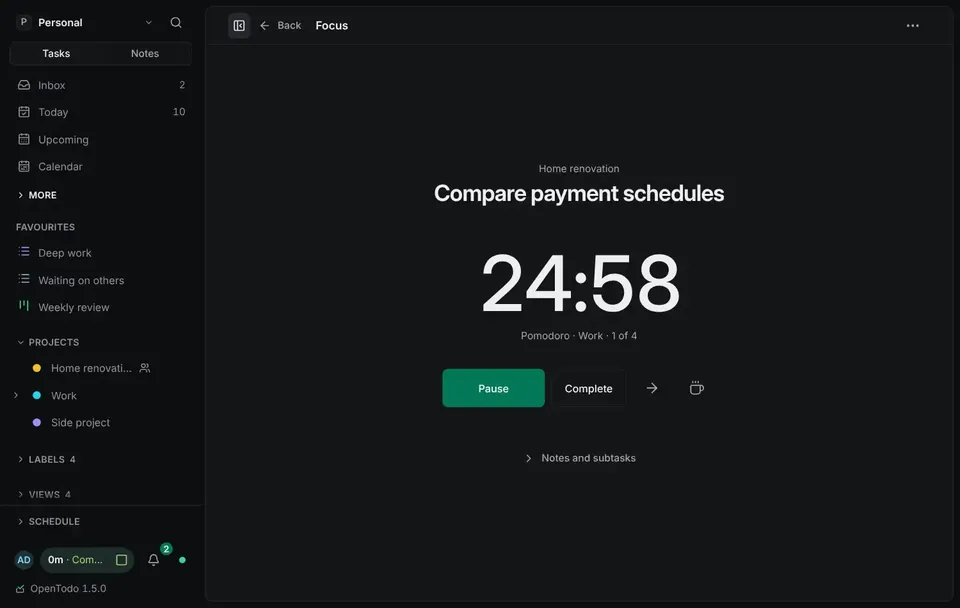 P Personal
Tasks Notes
Inbox 2
Today 10
Upcoming
Calendar
MORE
FAVOURITES
Deep work
Waiting on others
Weekly review
PROJECTS
Home renovati...
Work
Side project
LABELS 4
VIEWS 4
SCHEDULE
AD 0m · Com... 2
OpenTodo 1.5.0
Back Focus
Home renovation
Compare payment schedules
24:58
Pomodoro · Work · 1 of 4
Pause Complete
Notes and subtasks